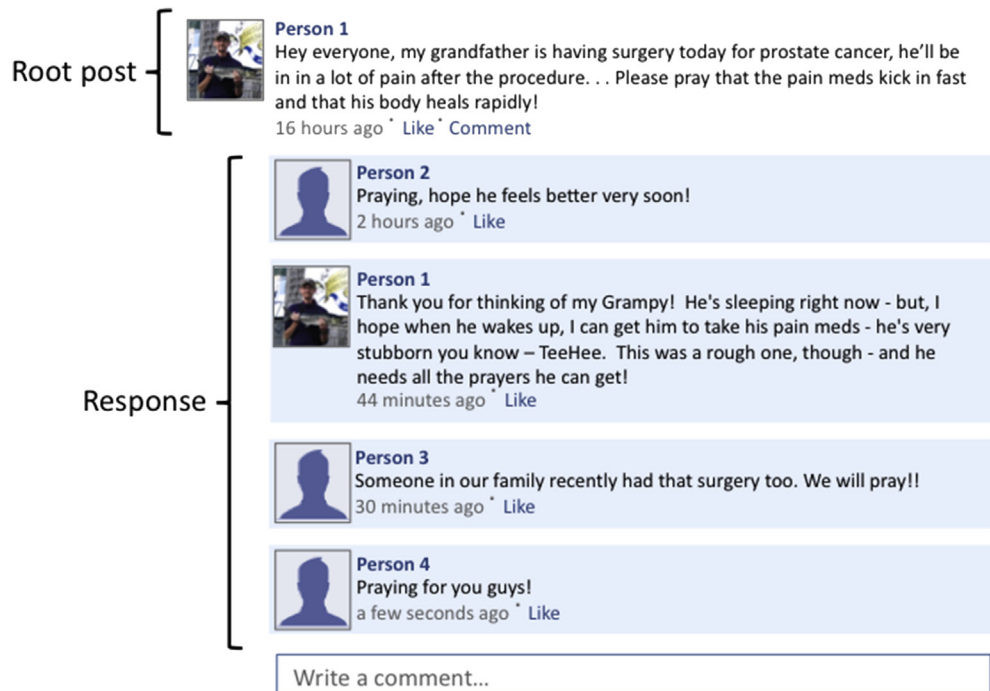 Root post
Person 1
Hey everyone, my grandfather is having surgery today for prostate cancer, he’ll be
in in a lot of pain after the procedure. . . Please pray that the pain meds kick in fast
and that his body heals rapidly!
16 hours ago · Like · Comment
Response
Person 2
Praying, hope he feels better very soon!
2 hours ago · Like
Person 1
Thank you for thinking of my Grampy!  He's sleeping right now - but, I
hope when he wakes up, I can get him to take his pain meds - he's very
stubborn you know – TeeHee.  This was a rough one, though - and he
needs all the prayers he can get!
44 minutes ago · Like
Person 3
Someone in our family recently had that surgery too. We will pray!!
30 minutes ago · Like
Person 4
Praying for you guys!
a few seconds ago · Like
Write a comment...